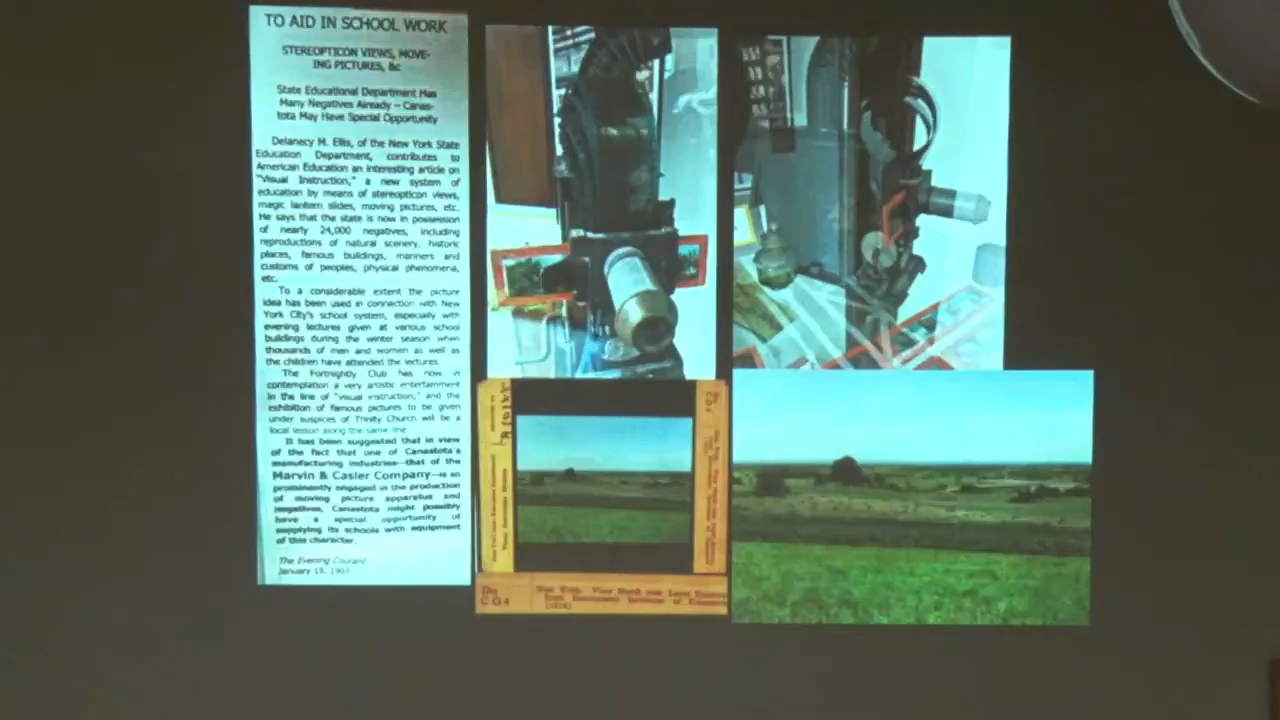 TO AID IN SCHOOL WORK
STEREOPTICON VIEWS, MOVE-
ING PICTURES, &c
State Educational Department Has
Many Negatives Already – Canas-
tota May Have Special Opportunity
Delanecy M. Ellis, of the New York State
Education Department, contributes to
American Education an interesting article on
"Visual Instruction," a new system of
education by means of stereopticon views,
magic lantern slides, moving pictures, etc.
He says that the state is now in possession
of nearly 24,000 negatives, including
reproductions of natural scenery, historic
places, famous buildings, manners and
customs of peoples, physical phenomena,
etc.
To a considerable extent the picture
idea has been used in connection with New
York City's school system, especially with
evening lectures given at various school
buildings during the winter season when
thousands of men and women as well as
the children have attended the lectures.
The Fortnightly Club has now in
contemplation a very artistic entertainment
in the line of "visual instruction," and the
exhibition of famous pictures to be given
under auspices of Trinity Church will be a
local lesson along the same line
It has been suggested that in view
of the fact that one of Canastota's
manufacturing industries—that of the
Marvin & Casler Company—is so
prominently engaged in the production
of moving picture apparatus and
negatives, Canastota might possibly
have a special opportunity of
supplying its schools with equipment
of this character.
The Evening Courant
January 19,
New York. View North